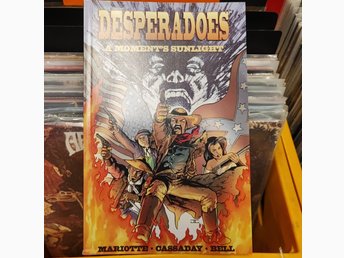 DESPERADOES
A MOMENT'S SUNLIGHT
MARIOTTE · CASSADAY · BELL